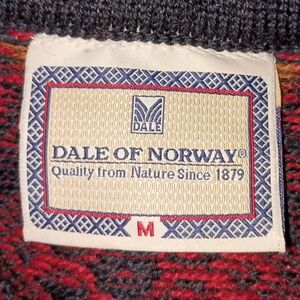 DALE
DALE OF NORWAY®
Quality from Nature Since 1879
M